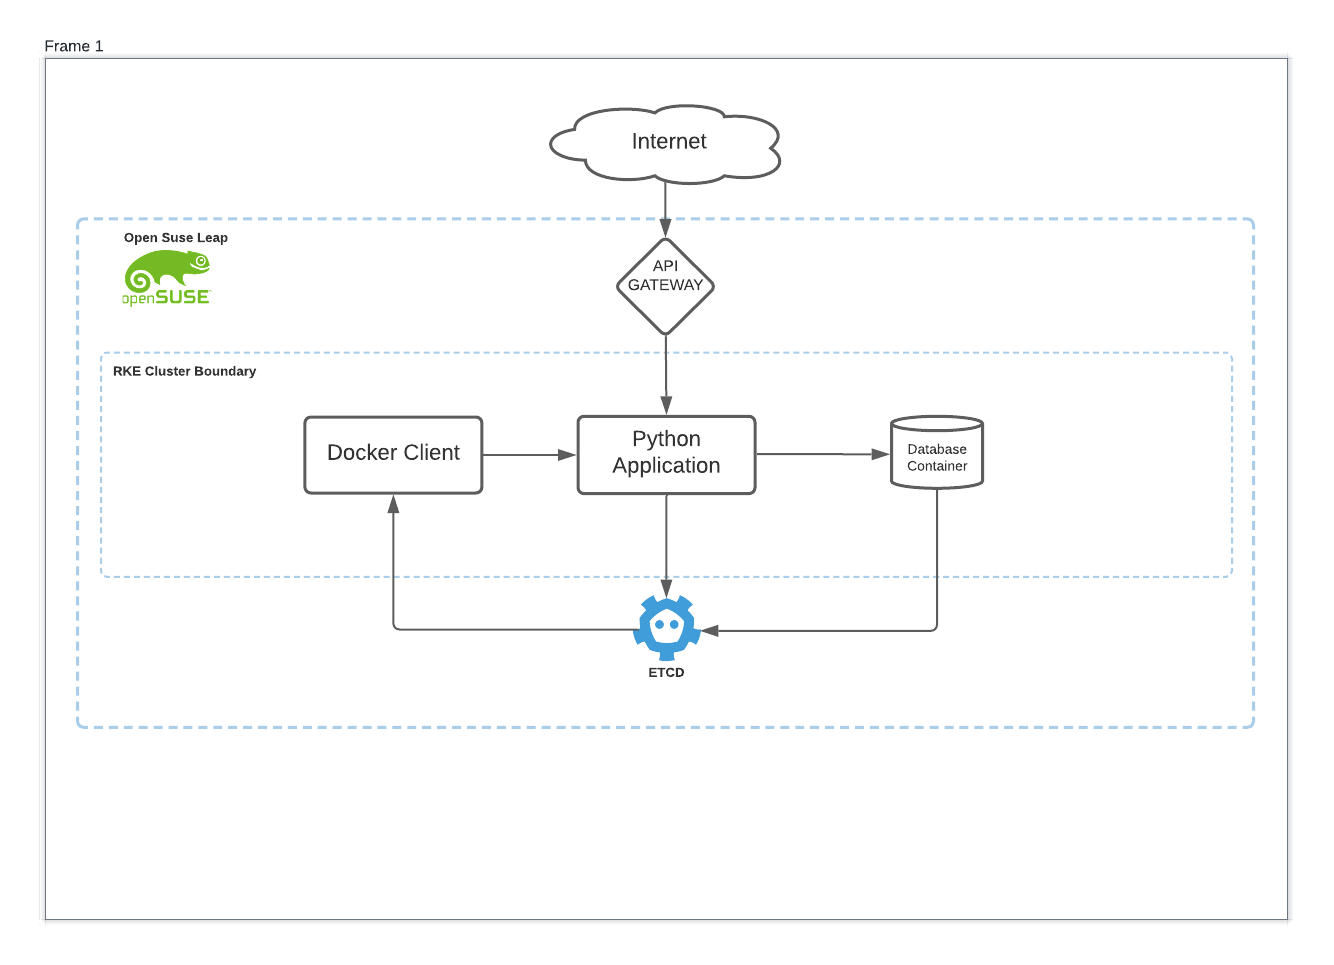 Frame 1
Internet
Open Suse Leap
openSUSE
API
GATEWAY
RKE Cluster Boundary
Docker Client
Python
Application
Database
Container
ETCD